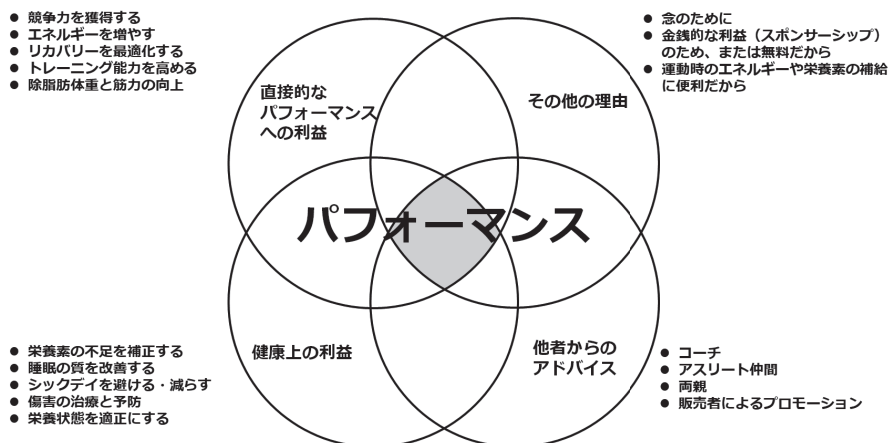 ● 競争力を獲得する
● エネルギーを増やす
● リカバリーを最適化する
● トレーニング能力を高める
● 除脂肪体重と筋力の向上
● 念のために
● 金銭的な利益（スポンサーシップ）
のため、または無料だから
● 運動時のエネルギーや栄養素の補給
に便利だから
直接的な
パフォーマンス
への利益
その他の理由
パフォーマンス
健康上の利益
他者からの
アドバイス
● 栄養素の不足を補正する
● 睡眠の質を改善する
● シックデイを避ける・減らす
● 傷害の治療と予防
● 栄養状態を適正にする
● コーチ
● アスリート仲間
● 両親
● 販売者によるプロモーション